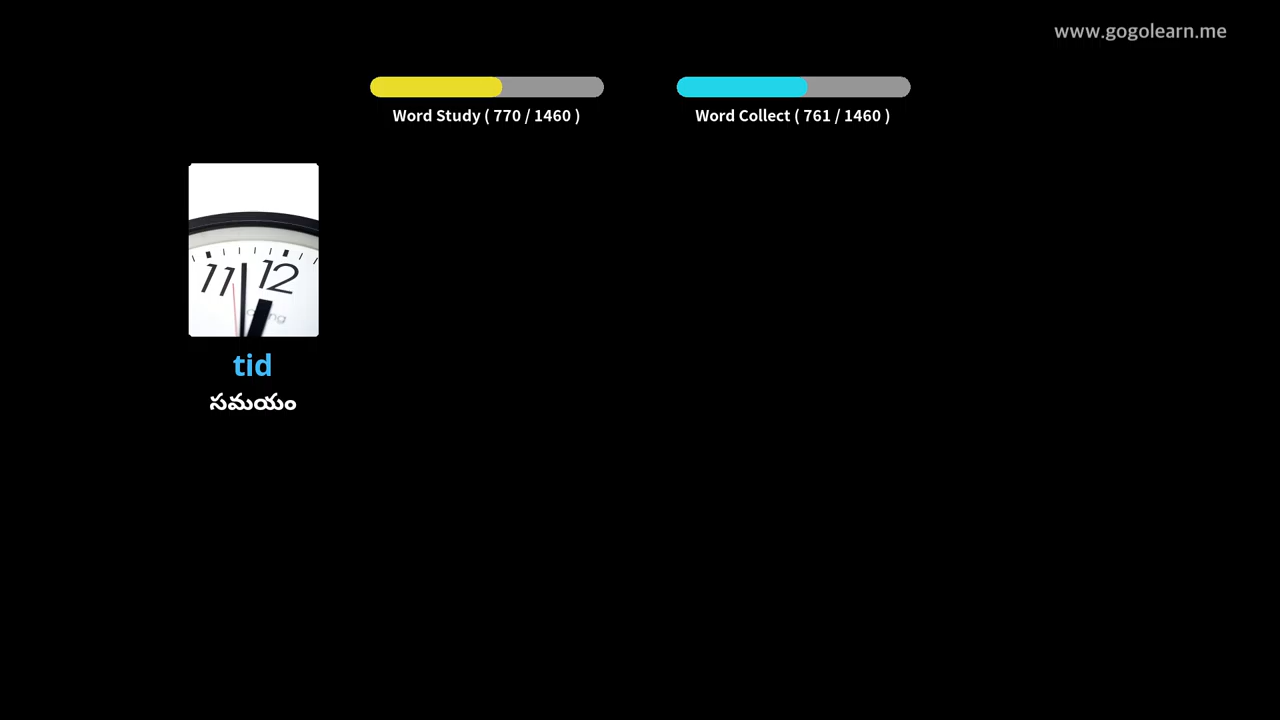 www.gogolearn.me
Word Study ( 770 / 1460 )
Word Collect ( 761 / 1460 )
11 12
tid
సమయం